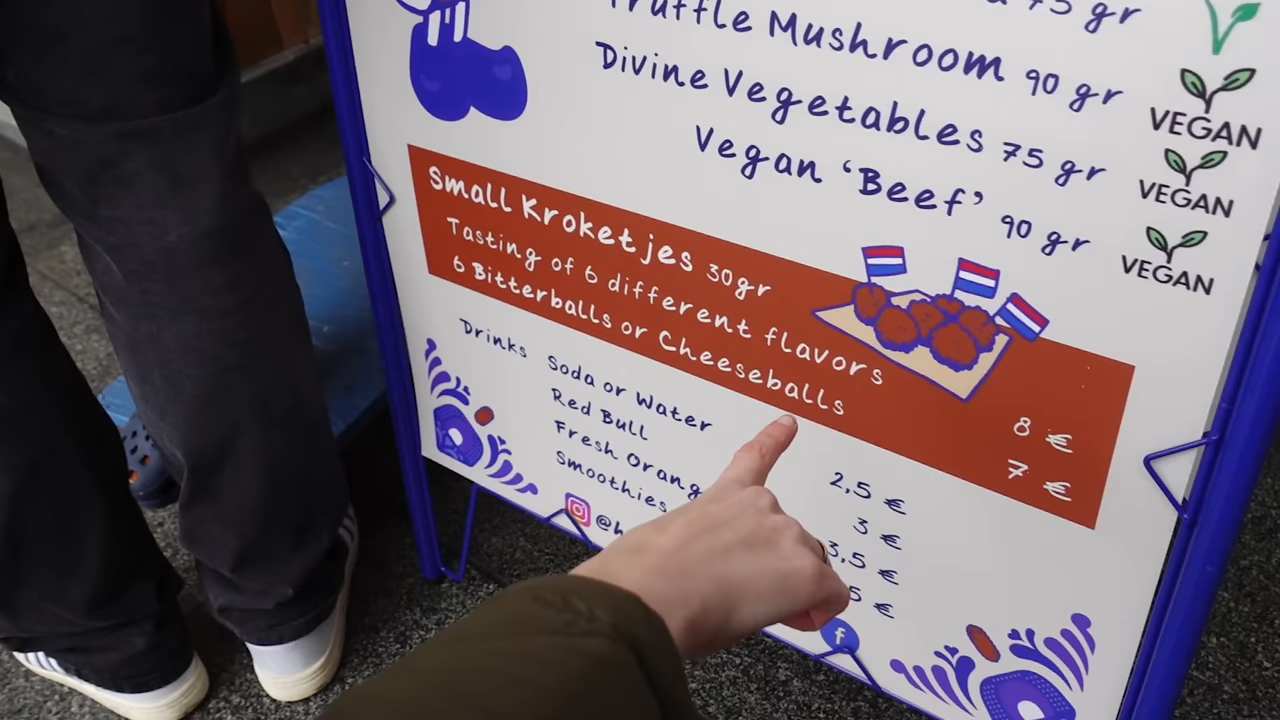 75 gr
Truffle Mushroom 90 gr
VEGAN
Divine Vegetables 75 gr
VEGAN
Vegan ‘Beef’ 90 gr
VEGAN
Small Kroketjes 30gr
Tasting of 6 different flavors 8 €
6 Bitterballs or Cheeseballs 7 €
Drinks Soda or Water 2,5 €
Red Bull 3 €
Fresh 3,5 €
Smoothies 5 €